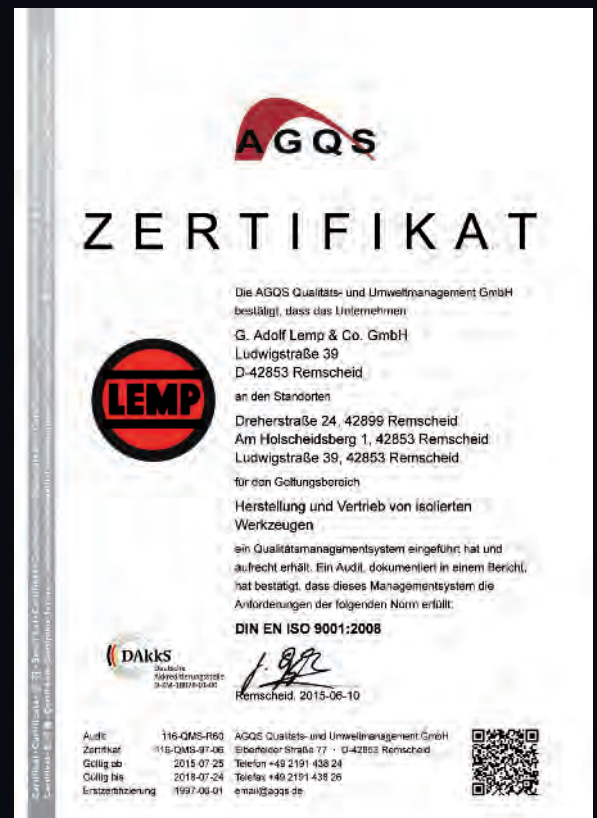 AGQS
ZERTIFIKAT
Die AGQS Qualitäts- und Umweltmanagement GmbH
bestätigt, dass das Unternehmen
G. Adolf Lemp & Co. GmbH
Ludwigstraße 39
D-42853 Remscheid
LEMP
an den Standorten
Dreherstraße 24, 42899 Remscheid
Am Holscheidsberg 1, 42853 Remscheid
Ludwigstraße 39, 42853 Remscheid
für den Geltungsbereich
Herstellung und Vertrieb von isolierten
Werkzeugen
ein Qualitätsmanagementsystem eingeführt hat und
aufrecht erhält. Ein Audit, dokumentiert in einem Bericht,
hat bestätigt, dass dieses Managementsystem die
Anforderungen der folgenden Norm erfüllt:
DIN EN ISO 9001:2008
DAkkS
Deutsche
Akkreditierungsstelle
Remscheid, 2015-06-10
Audit 116-QMS-R60
Zertifikat 116-QMS-97-06
Gültig ab 2015-07-25
Gültig bis 2018-07-24
Erstzertifizierung 1997-06-01
AGQS Qualitäts- und Umweltmanagement GmbH
Elberfelder Straße 77 · D-42853 Remscheid
Telefon +49 2191 438 24
Telefax +49 2191 438 26
email@agqs.de